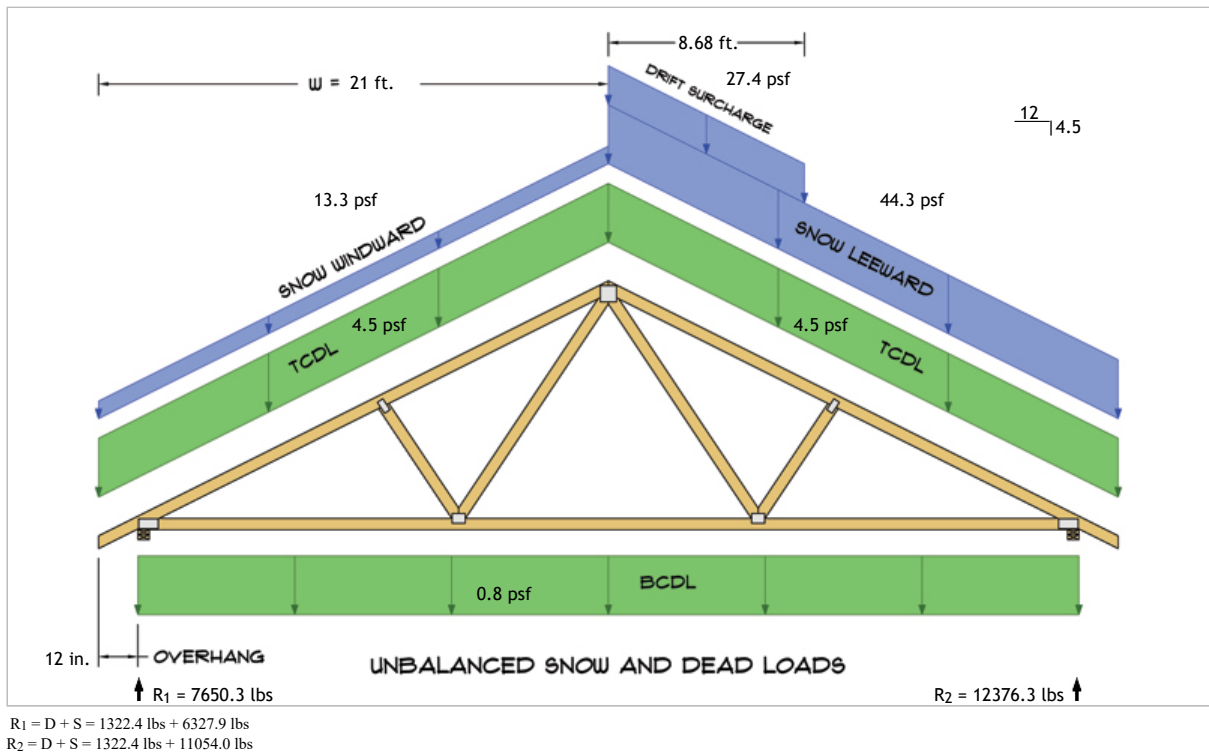 8.68 ft.
W = 21 ft.
DRIFT SURCHARGE
27.4 psf
12
4.5
13.3 psf
44.3 psf
SNOW WINDWARD
SNOW LEEWARD
4.5 psf
4.5 psf
TCDL
TCDL
0.8 psf
BCDL
12 in.
OVERHANG
UNBALANCED SNOW AND DEAD LOADS
R1 = 7650.3 lbs
R2 = 12376.3 lbs
R1 = D + S = 1322.4 lbs + 6327.9 lbs
R2 = D + S = 1322.4 lbs + 11054.0 lbs